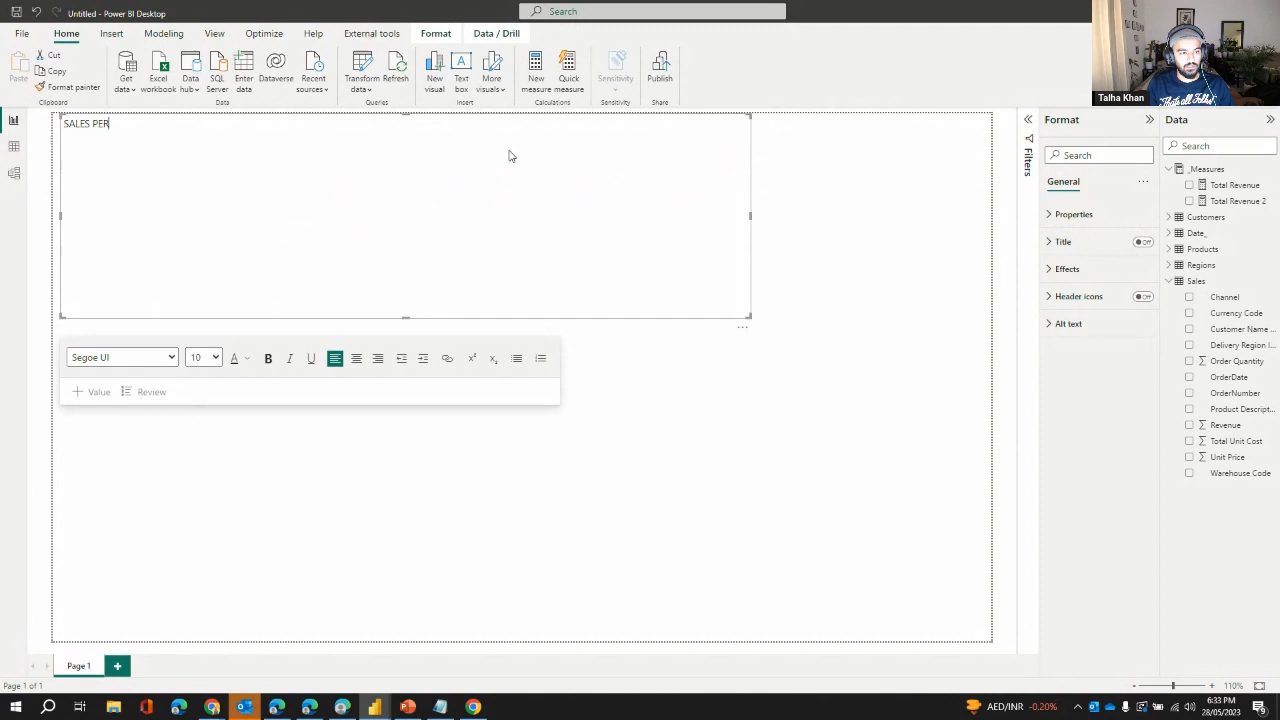 Untitled - Power BI Desktop
Search
File
Home
Insert
Modeling
View
Optimize
Help
External tools
Format
Data / Drill
Paste
Cut
Copy
Format painter
Clipboard
Get data
Excel workbook
Data hub
SQL Server
Enter data
Dataverse
Recent sources
Data
Transform data
Refresh
Queries
New visual
Text box
More visuals
Insert
New measure
Quick measure
Calculations
Sensitivity
Sensitivity
Publish
Share
Talha Khan
SALES PER
Segoe UI
10
Value
Review
Filters
Format
Search
General
Properties
Title
Off
Effects
Header icons
Off
Alt text
Data
Search
_Measures
Total Revenue
Total Revenue 2
Customers
Date_
Products
Regions
Sales
Channel
Currency Code
Customer Name ...
Delivery Region I...
Order Quantity
OrderDate
OrderNumber
Product Descript...
Revenue
Total Unit Cost
Unit Price
Warehouse Code
Page 1
Page 1 of 1
110%
AED/INR -0.20%
6:33 PM
28/05/2023